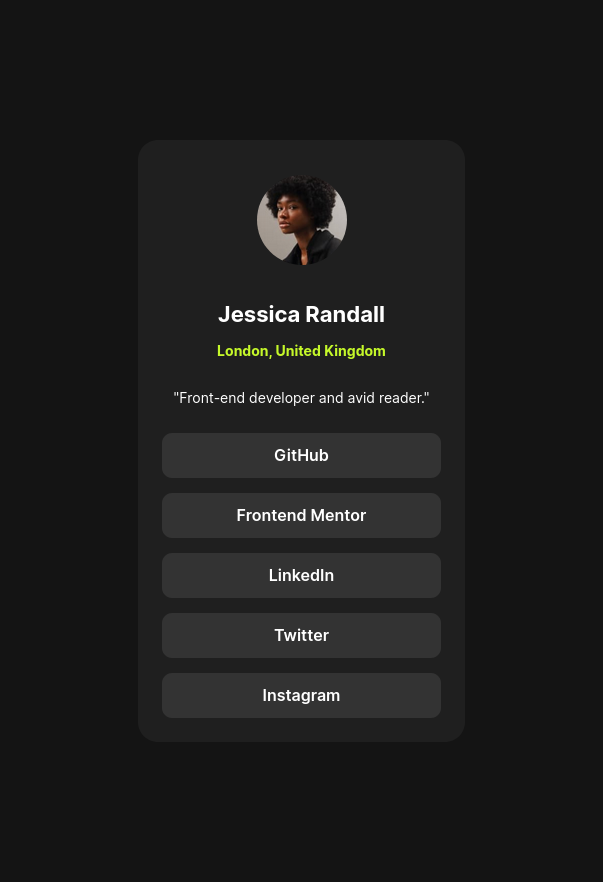 Jessica Randall
London, United Kingdom
"Front-end developer and avid reader."
GitHub
Frontend Mentor
LinkedIn
Twitter
Instagram